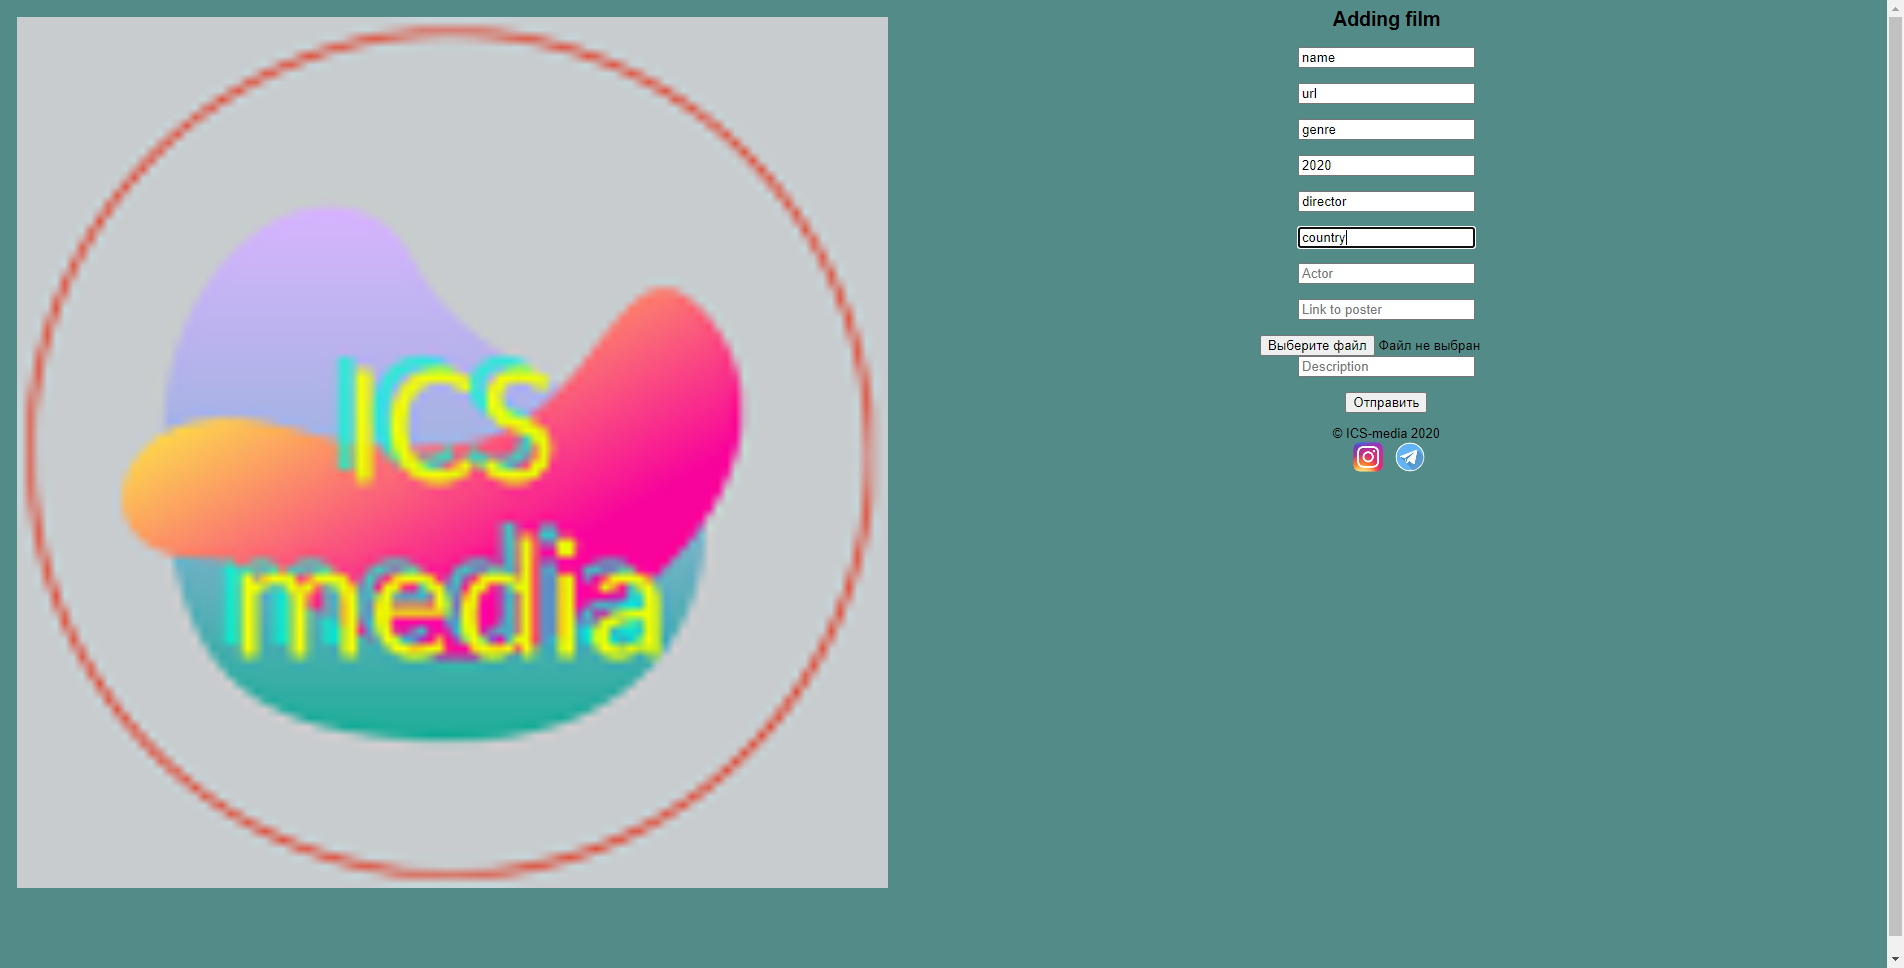 ICS
media
Adding film
name
url
genre
2020
director
country
Actor
Link to poster
Выберите файл Файл не выбран
Description
Отправить
© ICS-media 2020